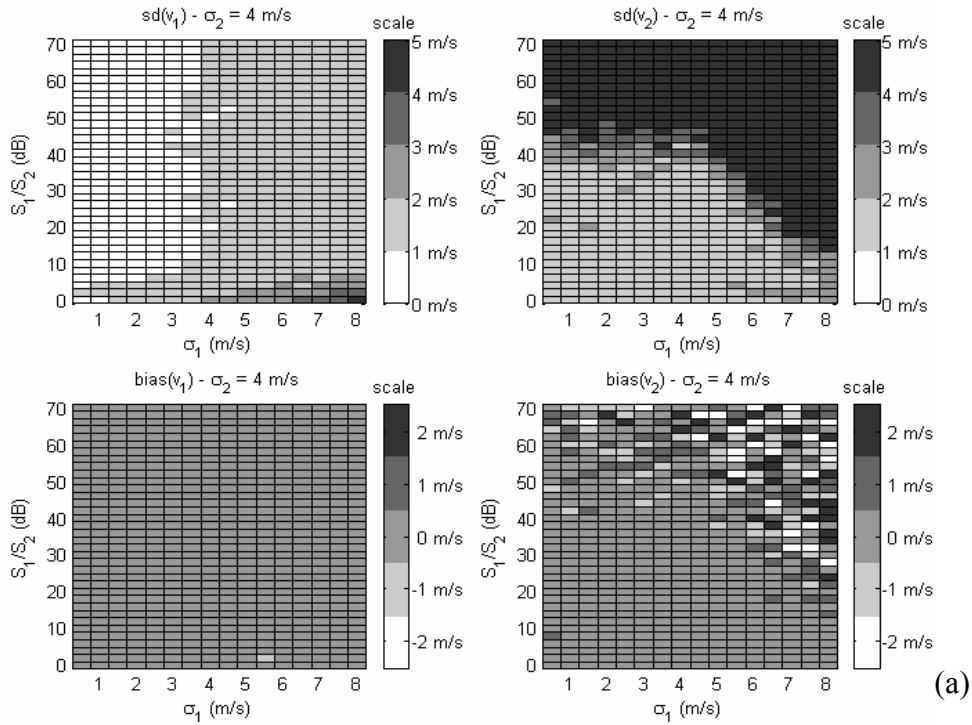 sd(v1) - σ2 = 4 m/s
scale
70
60
50
40
30
20
10
0
S1/S2 (dB)
1 2 3 4 5 6 7 8
σ1 (m/s)
5 m/s
4 m/s
3 m/s
2 m/s
1 m/s
0 m/s
sd(v2) - σ2 = 4 m/s
scale
70
60
50
40
30
20
10
0
S1/S2 (dB)
1 2 3 4 5 6 7 8
σ1 (m/s)
5 m/s
4 m/s
3 m/s
2 m/s
1 m/s
0 m/s
bias(v1) - σ2 = 4 m/s
scale
70
60
50
40
30
20
10
0
S1/S2 (dB)
1 2 3 4 5 6 7 8
σ1 (m/s)
2 m/s
1 m/s
0 m/s
-1 m/s
-2 m/s
bias(v2) - σ2 = 4 m/s
scale
70
60
50
40
30
20
10
0
S1/S2 (dB)
1 2 3 4 5 6 7 8
σ1 (m/s)
2 m/s
1 m/s
0 m/s
-1 m/s
-2 m/s
(a)